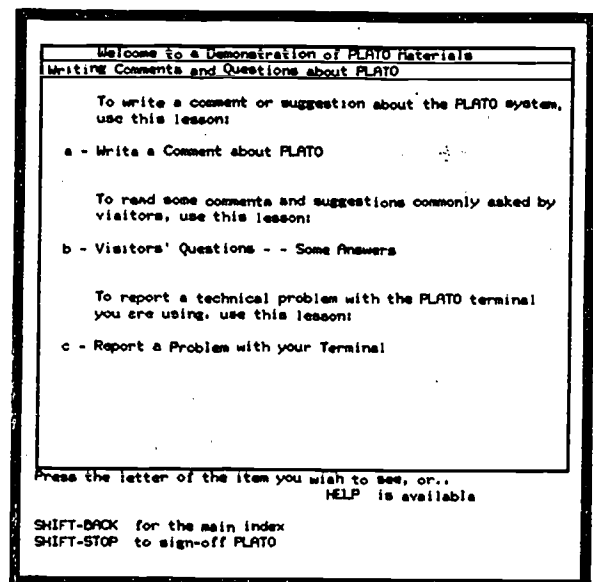 Welcome to a Demonstration of PLATO Materials
Writing Comments and Questions about PLATO
To write a comment or suggestion about the PLATO system,
use this lesson:
a - Write a Comment about PLATO
To read some comments and suggestions commonly asked by
visitors, use this lesson:
b - Visitors' Questions - - Some Answers
To report a technical problem with the PLATO terminal
you are using, use this lesson:
c - Report a Problem with your Terminal
Press the letter of the item you wish to see, or..
HELP is available
SHIFT-BACK for the main index
SHIFT-STOP to sign-off PLATO